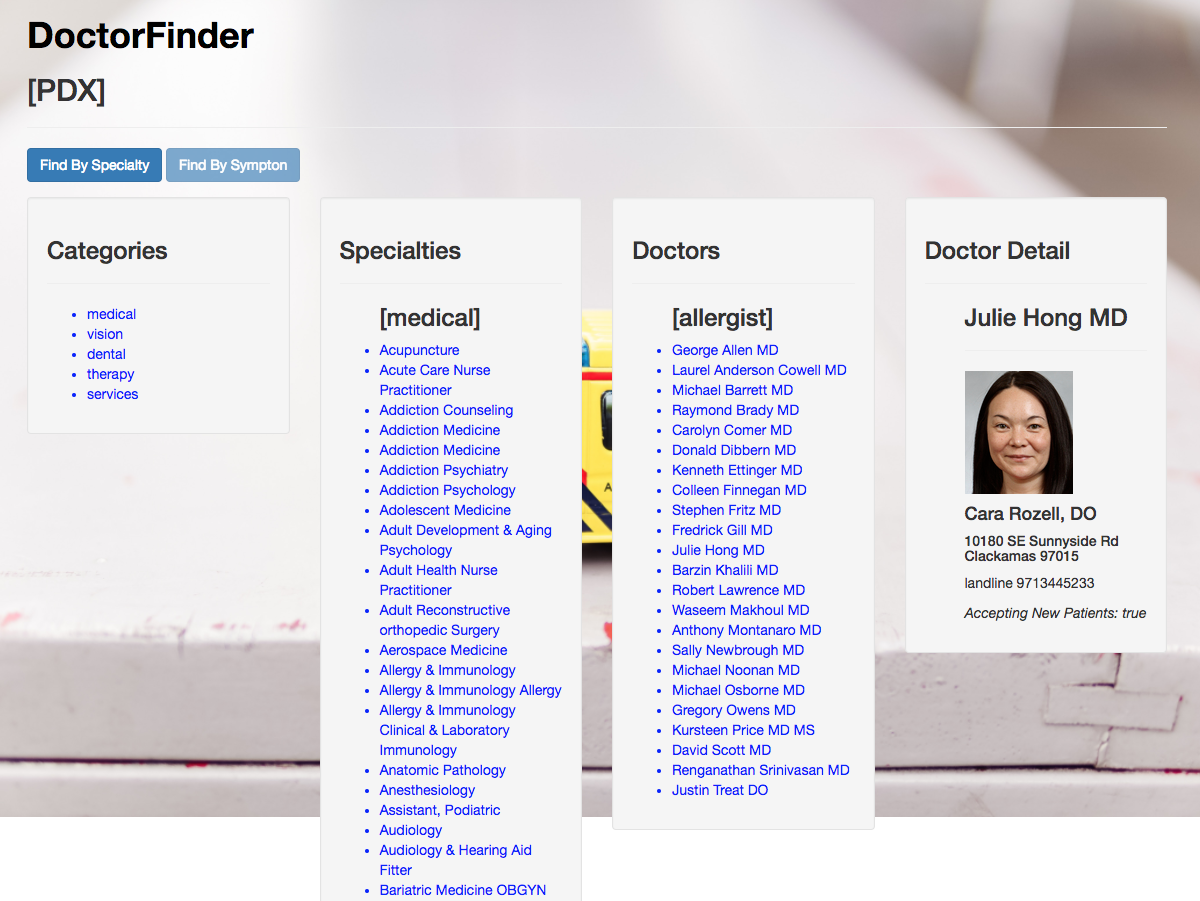 DoctorFinder
[PDX]
Find By Specialty
Find By Sympton
Categories
medical
vision
dental
therapy
services
Specialties
[medical]
Acupuncture
Acute Care Nurse
Practitioner
Addiction Counseling
Addiction Medicine
Addiction Medicine
Addiction Psychiatry
Addiction Psychology
Adolescent Medicine
Adult Development & Aging
Psychology
Adult Health Nurse
Practitioner
Adult Reconstructive
orthopedic Surgery
Aerospace Medicine
Allergy & Immunology
Allergy & Immunology Allergy
Allergy & Immunology
Clinical & Laboratory
Immunology
Anatomic Pathology
Anesthesiology
Assistant, Podiatric
Audiology
Audiology & Hearing Aid
Fitter
Bariatric Medicine OBGYN
Doctors
[allergist]
George Allen MD
Laurel Anderson Cowell MD
Michael Barrett MD
Raymond Brady MD
Carolyn Comer MD
Donald Dibbern MD
Kenneth Ettinger MD
Colleen Finnegan MD
Stephen Fritz MD
Fredrick Gill MD
Julie Hong MD
Barzin Khalili MD
Robert Lawrence MD
Waseem Makhoul MD
Anthony Montanaro MD
Sally Newbrough MD
Michael Noonan MD
Michael Osborne MD
Gregory Owens MD
Kursteen Price MD MS
David Scott MD
Renganathan Srinivasan MD
Justin Treat DO
Doctor Detail
Julie Hong MD
Cara Rozell, DO
10180 SE Sunnyside Rd
Clackamas 97015
landline 9713445233
Accepting New Patients: true